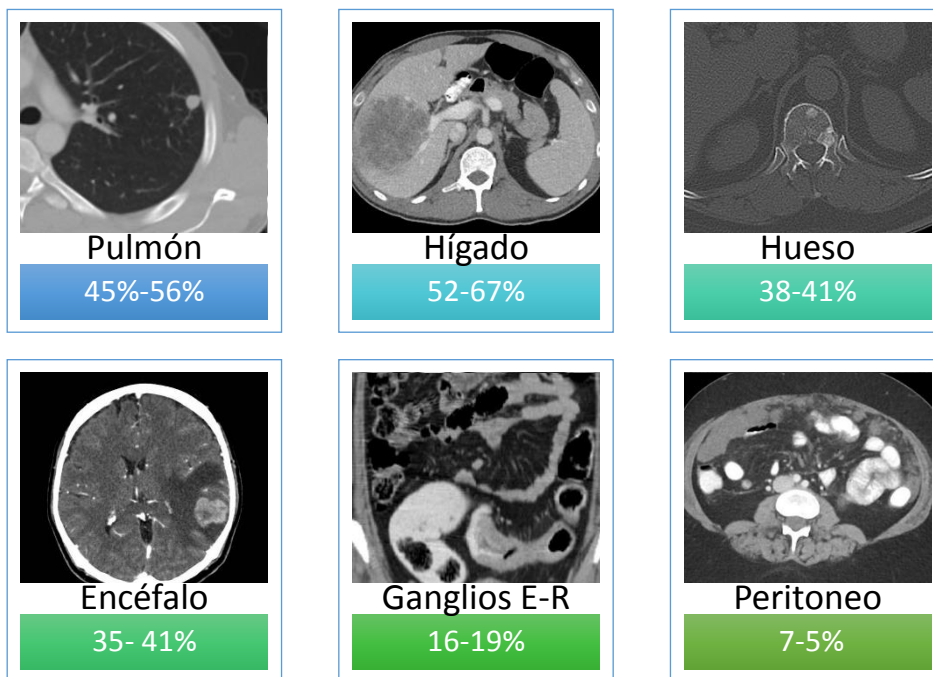 Pulmón
45%-56%
Hígado
52-67%
Hueso
38-41%
Encéfalo
35- 41%
Ganglios E-R
16-19%
Peritoneo
7-5%